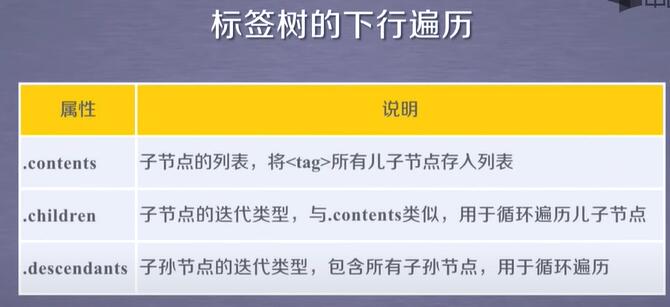 标签树的下行遍历
属性 说明
.contents 子节点的列表，将<tag>所有儿子节点存入列表
.children 子节点的迭代类型，与.contents类似，用于循环遍历儿子节点
.descendants 子孙节点的迭代类型，包含所有子孙节点，用于循环遍历